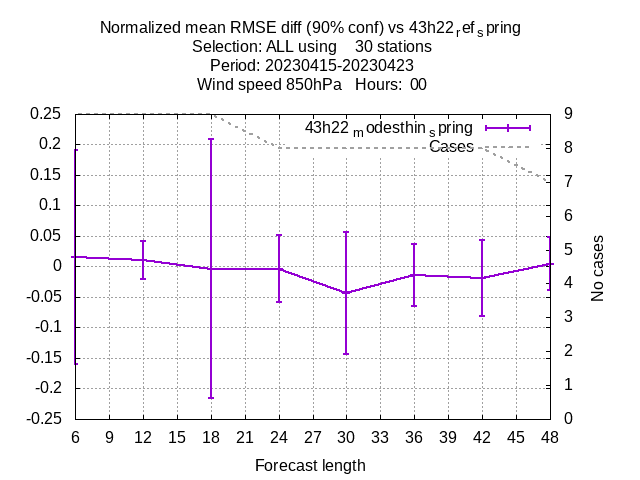 Normalized mean RMSE diff (90% conf) vs 43h22ref spring
Selection: ALL using 30 stations
Period: 20230415-20230423
Wind speed 850hPa Hours: 00
0.25
0.2
0.15
0.1
0.05
0
-0.05
-0.1
-0.15
-0.2
-0.25
43h22modesthinspring
Cases
9
8
7
6
5
4
3
2
1
0
No cases
6 9 12 15 18 21 24 27 30 33 36 39 42 45 48
Forecast length